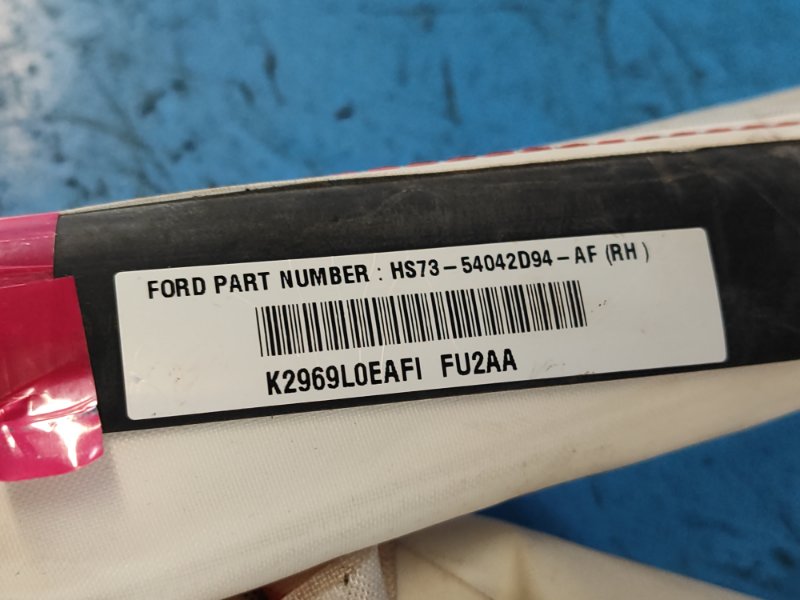 FORD PART NUMBER : HS73-54042D94-AF (RH)
K2969L0EAFI FU2AA